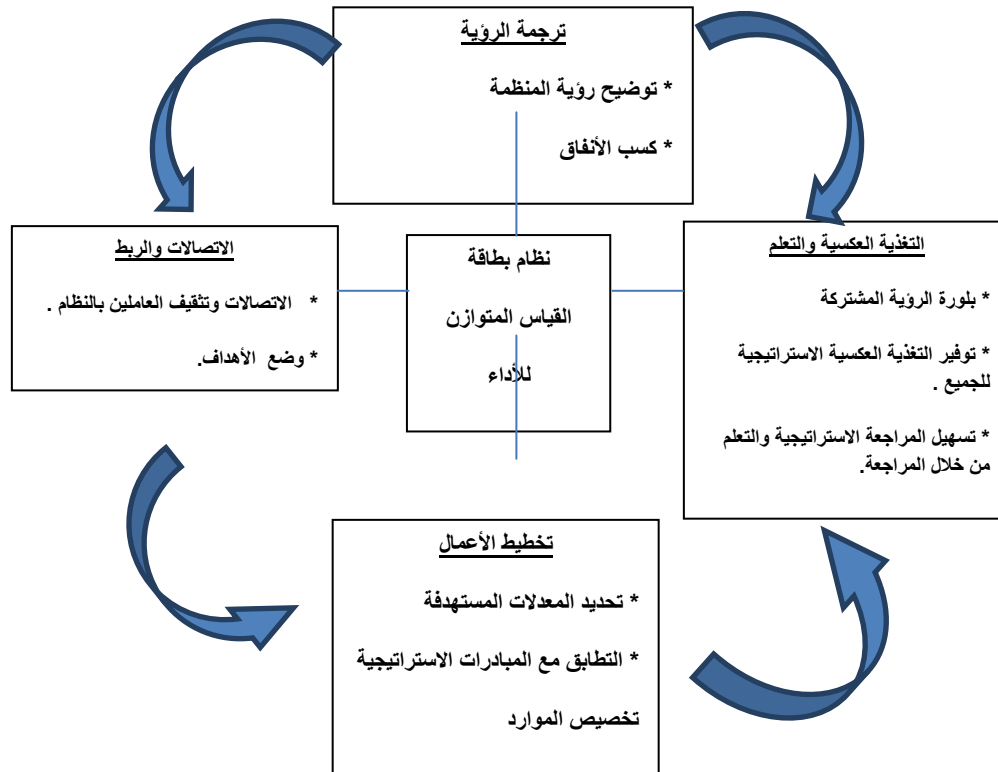 ترجمة الرؤية
* توضيح رؤية المنظمة
* كسب الأنفاق
التغذية العكسية والتعلم
* بلورة الرؤية المشتركة
* توفير التغذية العكسية الاستراتيجية
للجميع .
* تسهيل المراجعة الاستراتيجية والتعلم
من خلال المراجعة.
نظام بطاقة
القياس المتوازن
للأداء
الاتصالات والربط
* الاتصالات وتثقيف العاملين بالنظام .
* وضع الأهداف.
تخطيط الأعمال
* تحديد المعدلات المستهدفة
* التطابق مع المبادرات الاستراتيجية
تخصيص الموارد